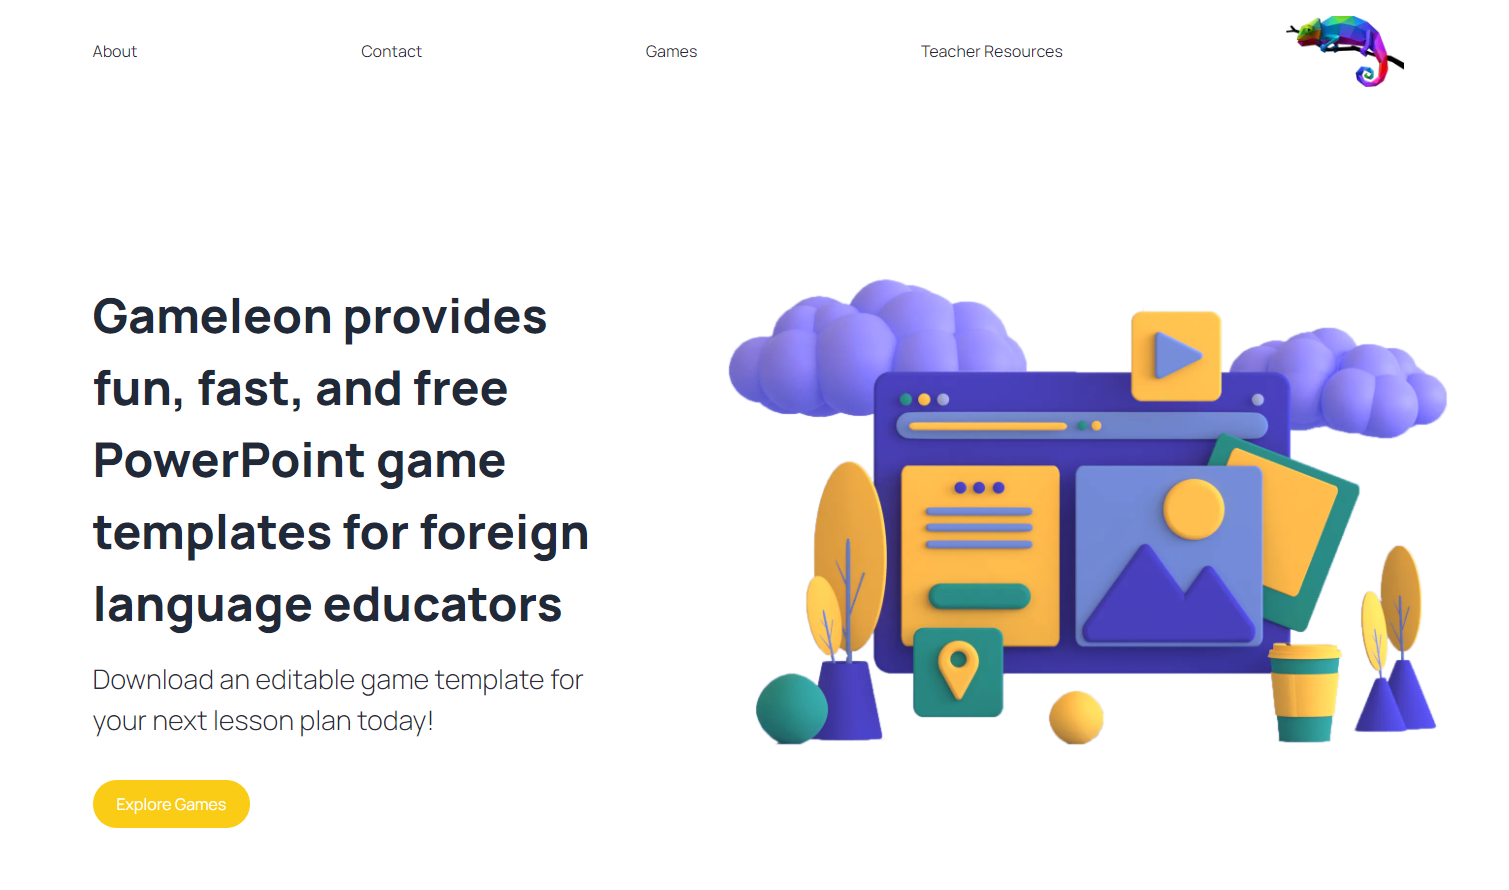 About
Contact
Games
Teacher Resources
Gameleon provides
fun, fast, and free
PowerPoint game
templates for foreign
language educators
Download an editable game template for
your next lesson plan today!
Explore Games